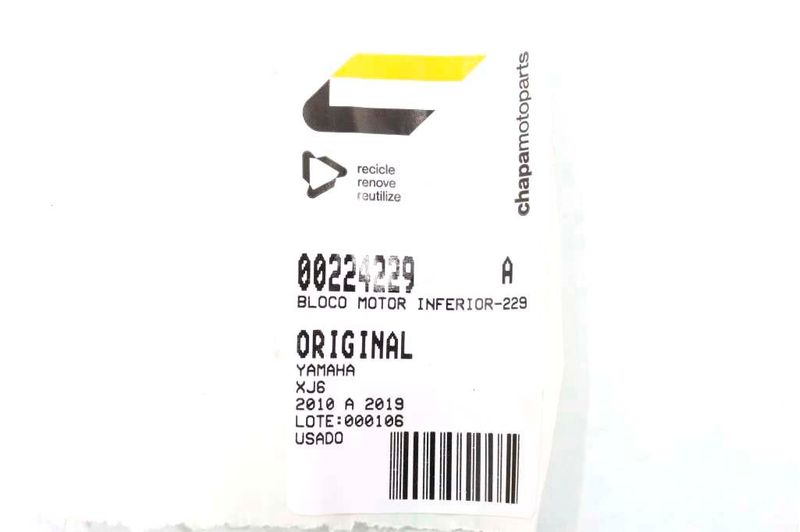 chapamotoparts
recicle
renove
reutilize
00224229 A
BLOCO MOTOR INFERIOR-229
ORIGINAL
YAMAHA
XJ6
2010 A 2019
LOTE:000106
USADO